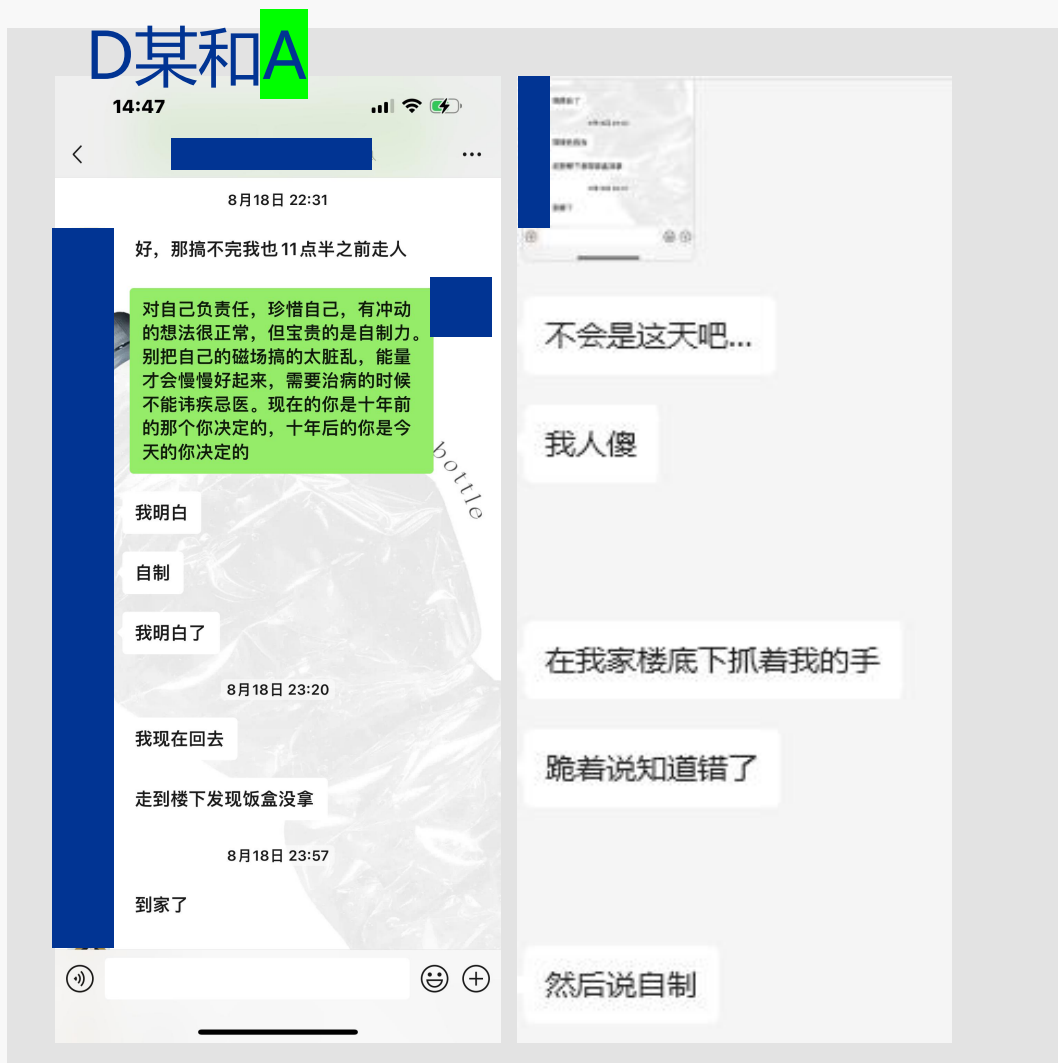 D某和A
14:47
8月18日 22:31
好，那搞不完我也11点半之前走人
对自己负责任，珍惜自己，有冲动
的想法很正常，但宝贵的是自制力。
别把自己的磁场搞的太脏乱，能量
才会慢慢好起来，需要治病的时候
不能讳疾忌医。现在的你是十年前
的那个你决定的，十年后的你是今
天的你决定的
bottle
我明白
自制
我明白了
8月18日 23:20
我现在回去
走到楼下发现饭盒没拿
8月18日 23:57
到家了
不会是这天吧...
我人傻
在我家楼底下抓着我的手
跪着说知道错了
然后说自制